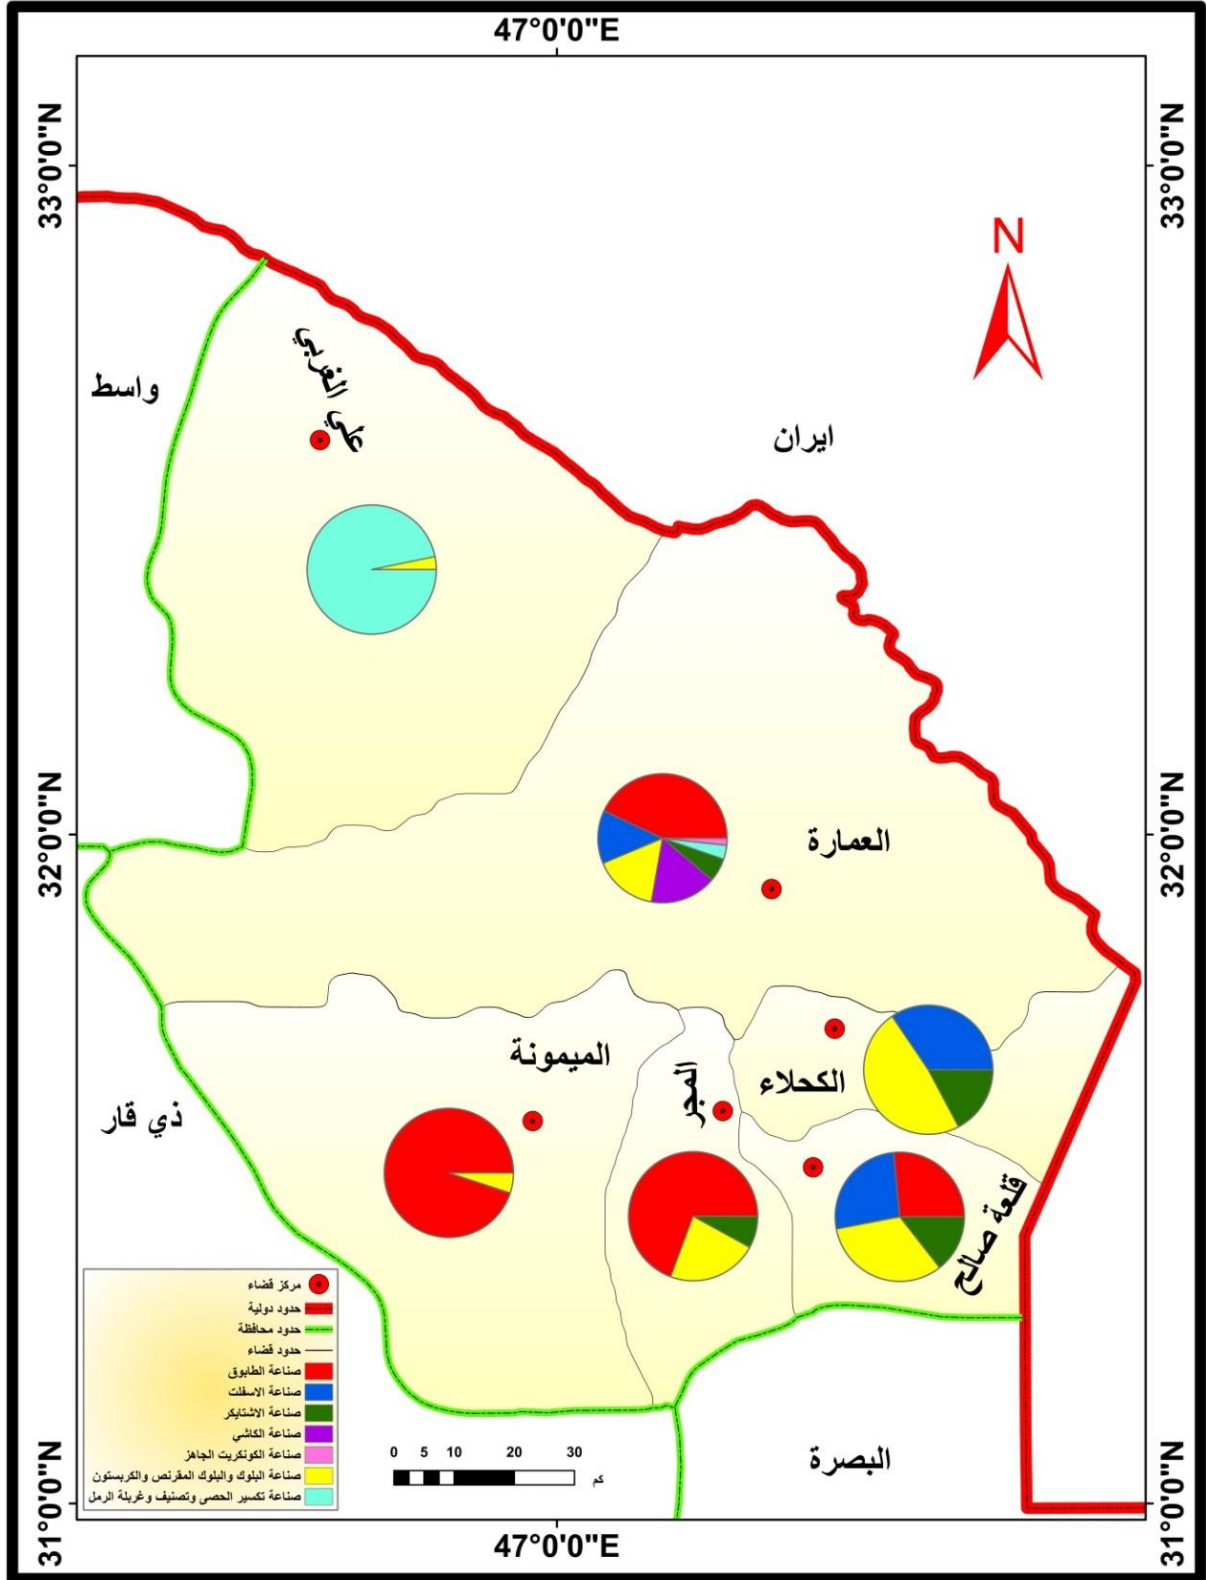 47°0'0"E
33°0'0"N
33°0'0"N
N
علي الغربي
واسط
ايران
32°0'0"N
32°0'0"N
العمارة
الميمونة
المجر
الكحلاء
ذي قار
قلعة صالح
مركز قضاء
حدود دولية
حدود محافظة
حدود قضاء
صناعة الطابوق
صناعة الاسفلت
صناعة الاشتايكر
صناعة الكاشي
صناعة الكونكريت الجاهز
صناعة البلوك والبلوك المقرنص والكربستون
صناعة تكسير الحصى وتصنيف وغربلة الرمل
0 5 10 20 30
كم
البصرة
31°0'0"N
31°0'0"N
47°0'0"E